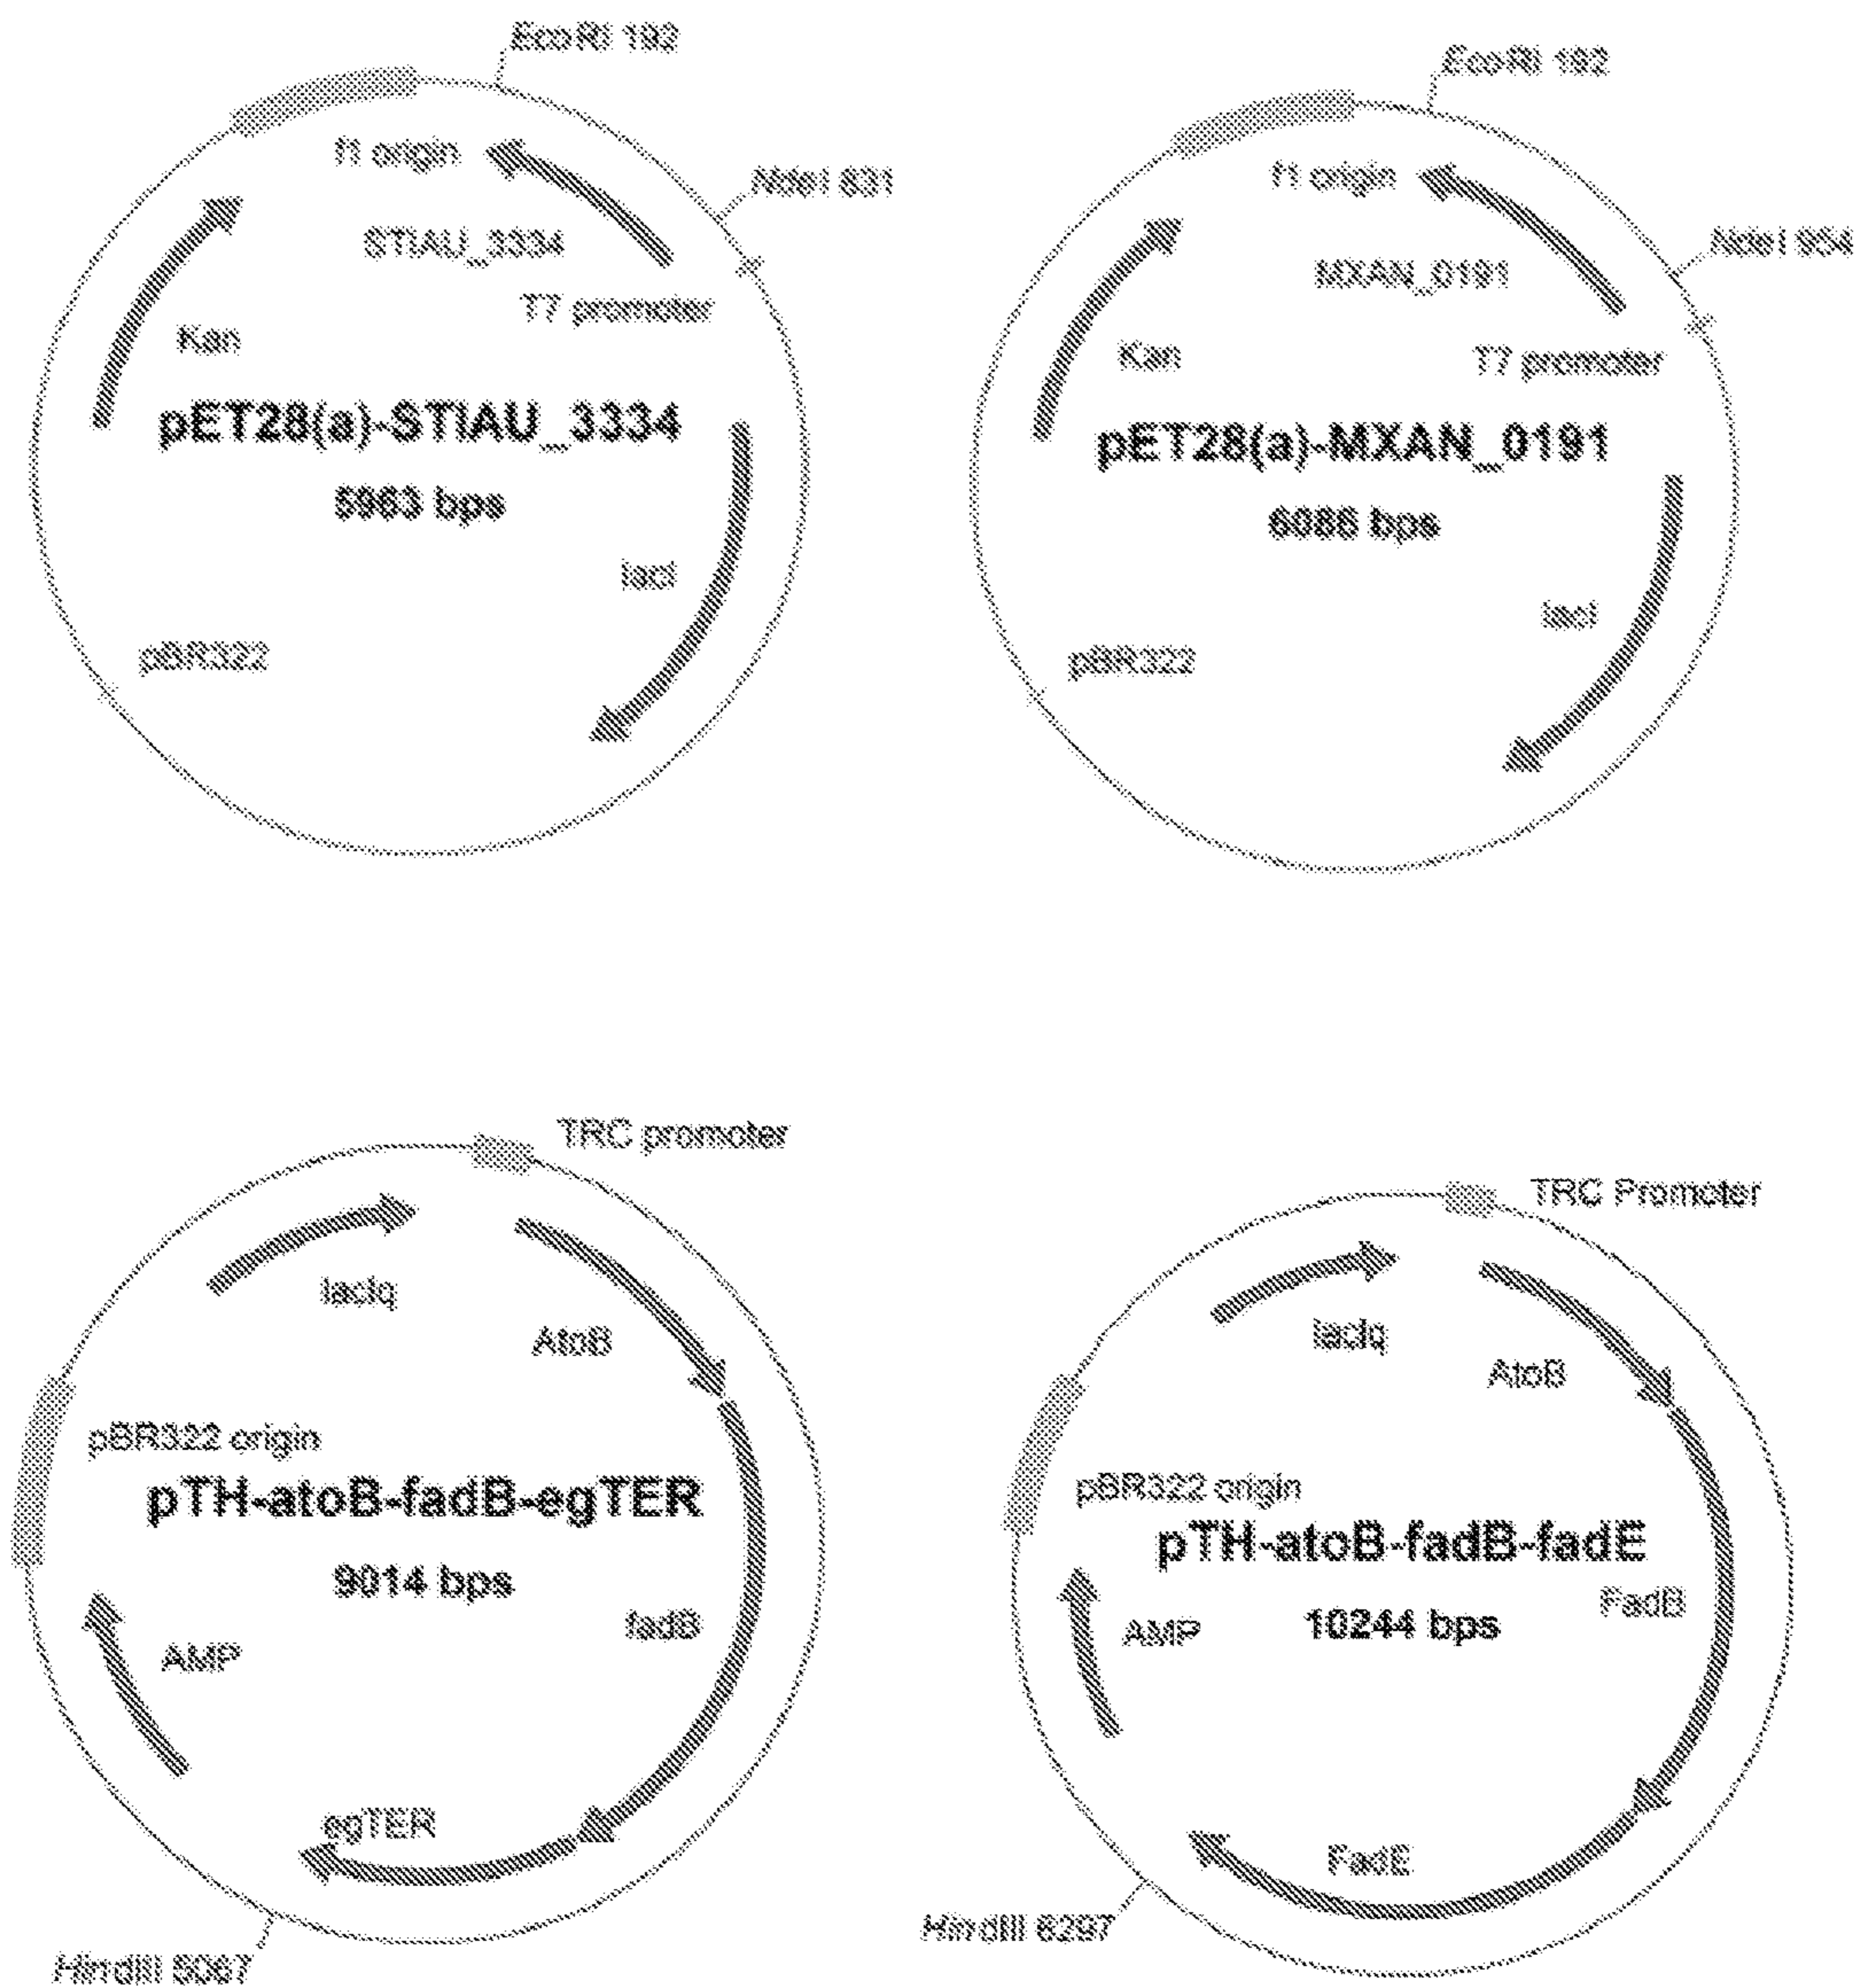 EcoRI 192
f1 origin
NdeI 831
STIAU_3334
T7 promoter
Kan
pET28(a)-STIAU_3334
5963 bps
lacI
pBR322
EcoRI 192
f1 origin
NdeI 954
MXAN_0191
T7 promoter
Kan
pET28(a)-MXAN_0191
6086 bps
lacI
pBR322
TRC promoter
lacIq
AtoB
pBR322 origin
pTH-atoB-fadB-egTER
9014 bps
fadB
AMP
egTER
HindIII 5067
TRC Promoter
lacIq
AtoB
pBR322 origin
pTH-atoB-fadB-fadE
10244 bps
FadB
AMP
FadE
HindIII 6297